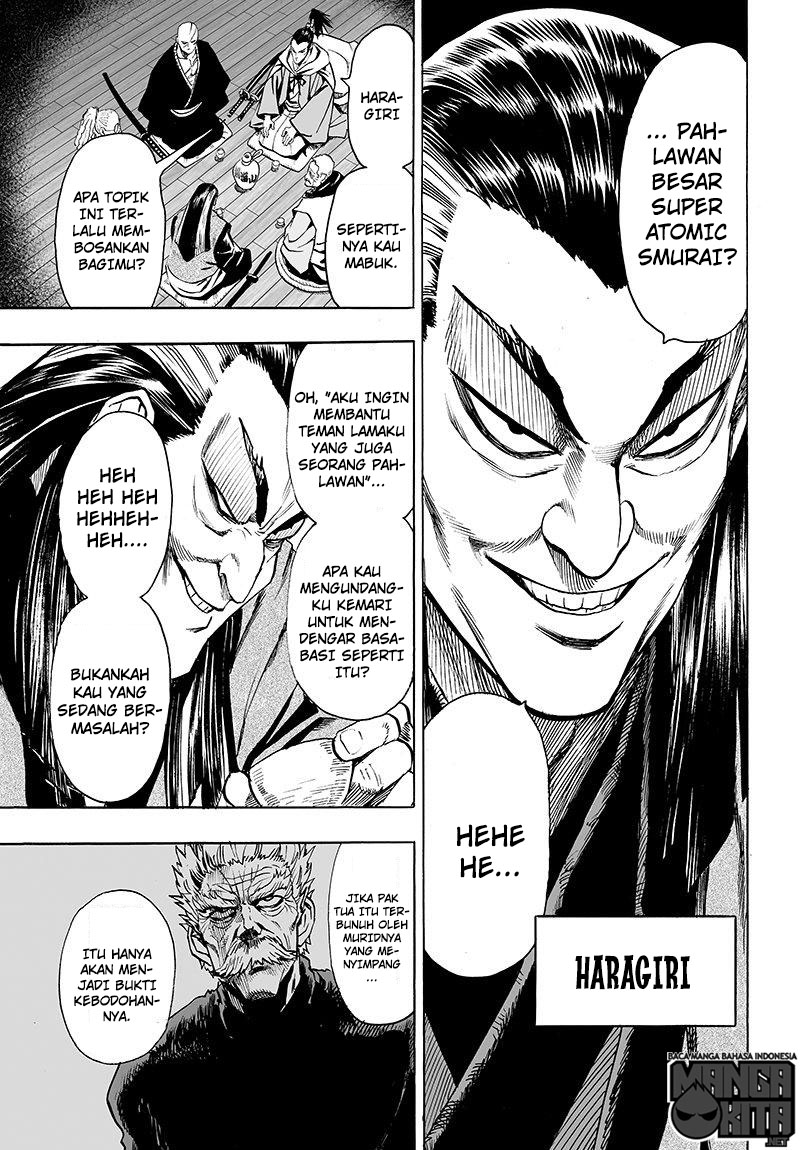 ... PAH-
LAWAN
BESAR
SUPER
ATOMIC
SMURAI?
HEHE
HE...
HARAGIRI
HARA-
GIRI
SEPERTI-
NYA KAU
MABUK.
APA TOPIK
INI TER-
LALU MEM-
BOSANKAN
BAGIMU?
OH, "AKU INGIN
MEMBANTU
TEMAN LAMAKU
YANG JUGA
SEORANG PAH-
LAWAN"...
APA KAU
MENGUNDANG-
KU KEMARI
UNTUK MEN-
DENGAR BASA-
BASI SEPERTI
ITU?
HEH
HEH HEH
HEHHEH-
HEH....
BUKANKAH
KAU YANG
SEDANG BER-
MASALAH?
JIKA PAK
TUA ITU TER-
BUNUH OLEH
MURIDNYA
YANG ME-
NYIMPANG
...
ITU HANYA
AKAN MEN-
JADI BUKTI
KEBODOHAN-
NYA.
BACA MANGA BAHASA INDONESIA
MANGA
KITA
.NET